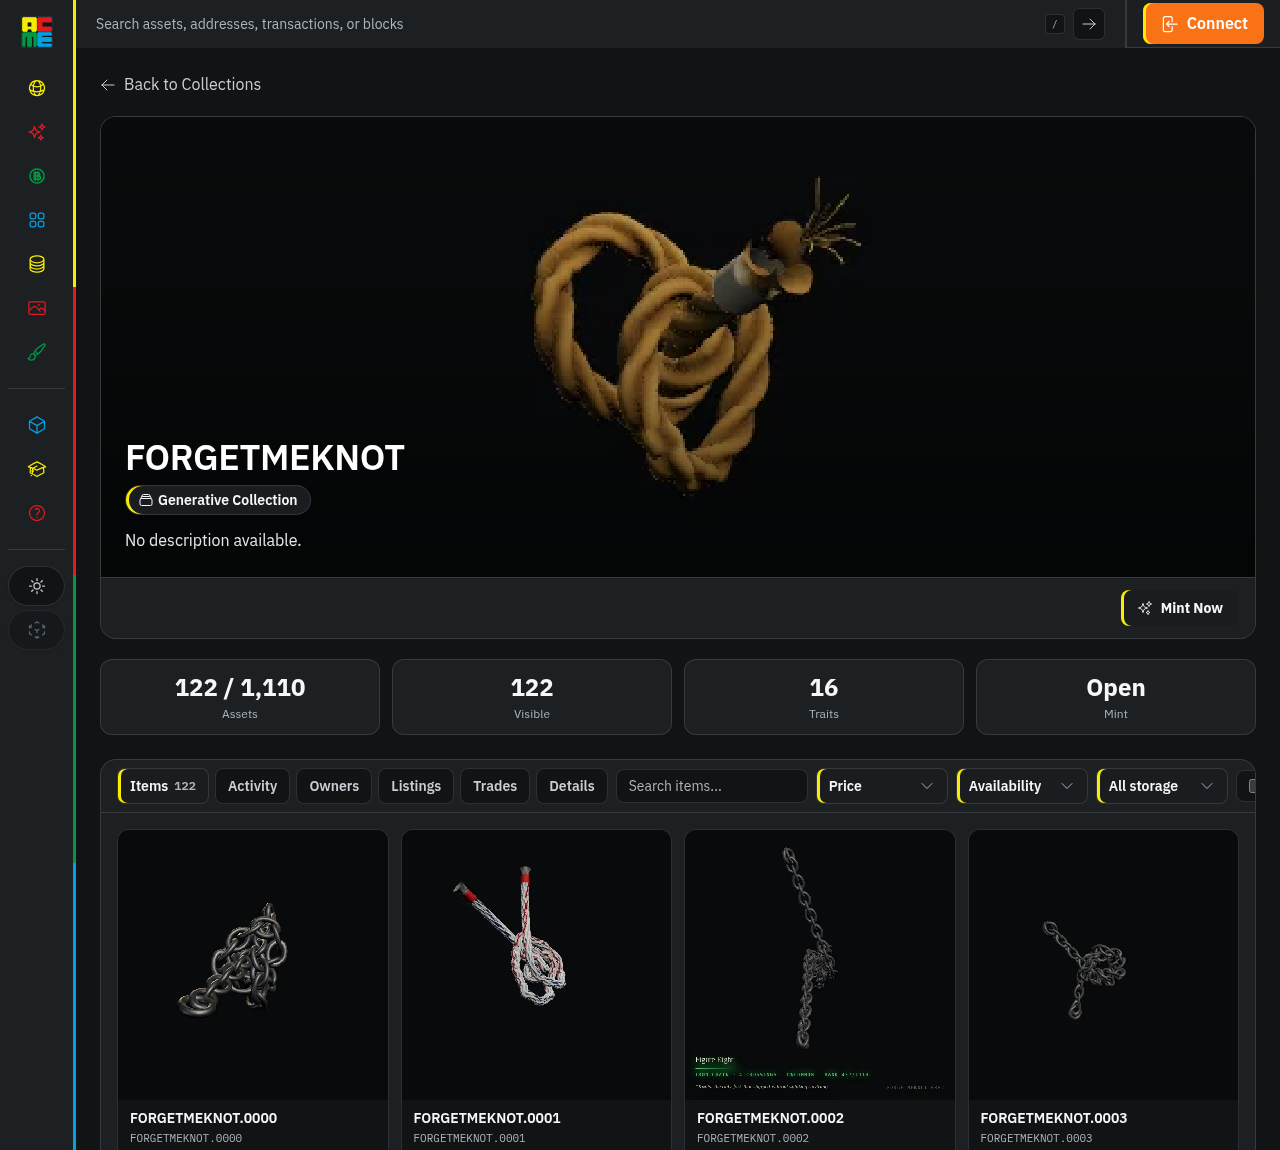 ACME
Search assets, addresses, transactions, or blocks
/
Connect
Back to Collections
FORGETMEKNOT
Generative Collection
No description available.
Mint Now
122 / 1,110
Assets
122
Visible
16
Traits
Open
Mint
Items 122
Activity
Owners
Listings
Trades
Details
Search items...
Price
Availability
All storage
Figure Eight
FORGETMEKNOT.0000
FORGETMEKNOT.0000
FORGETMEKNOT.0001
FORGETMEKNOT.0001
FORGETMEKNOT.0002
FORGETMEKNOT.0002
FORGETMEKNOT.0003
FORGETMEKNOT.0003